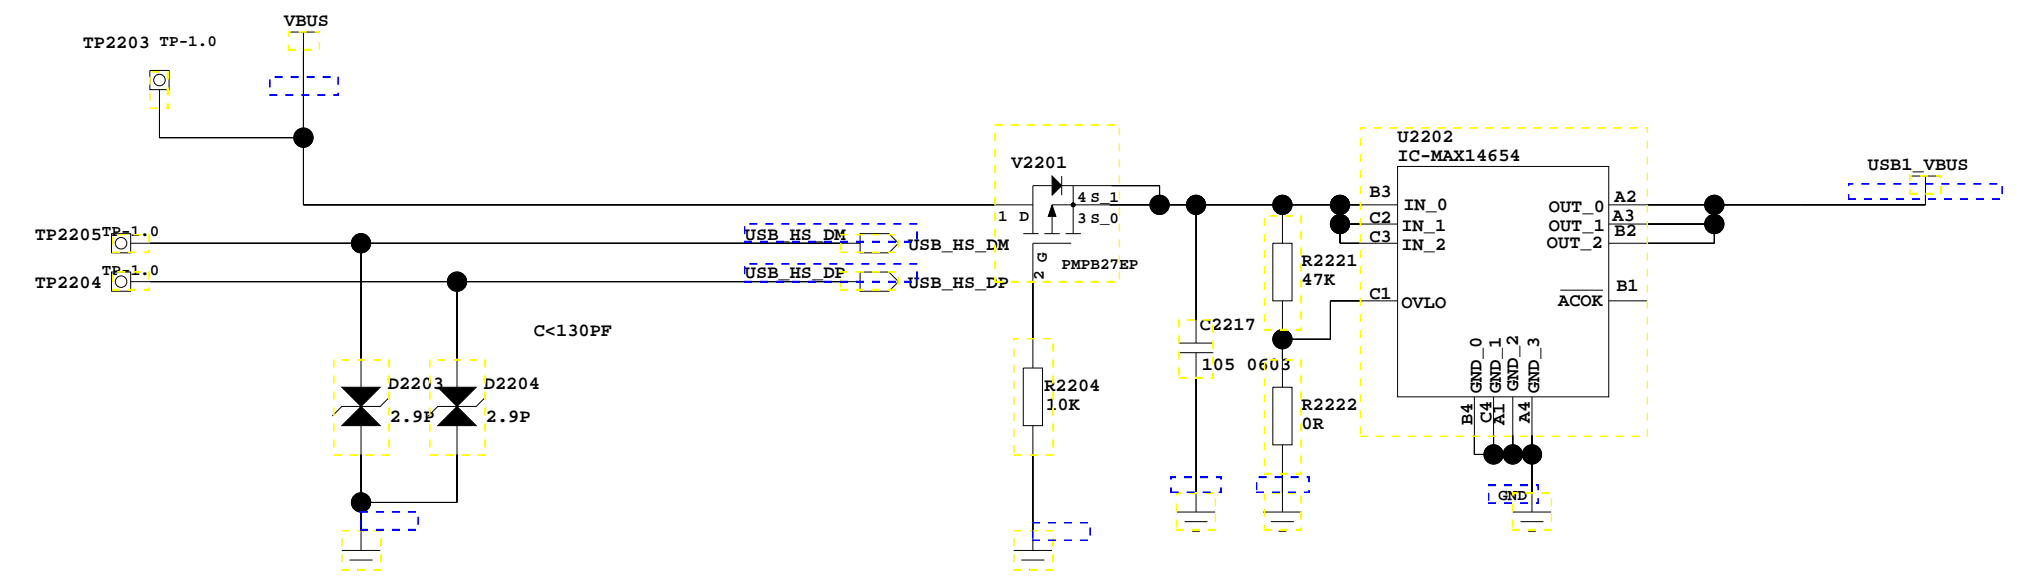 VBUS
TP2203 TP-1.0
V2201
U2202
IC-MAX14654
USB1_VBUS
1 D
4 S_1
3 S_0
2 G
PMPB27EP
B3 IN_0
C2 IN_1
C3 IN_2
C1 OVLO
OUT_0 A2
OUT_1 A3
OUT_2 B2
ACOK B1
TP2205 TP-1.0
USB_HS_DM
USB_HS_DM
TP-1.0
TP2204
USB_HS_DP
USB_HS_DP
R2221
47K
C<130PF
C2217
105 0603
D2203
2.9P
D2204
2.9P
R2204
10K
R2222
0R
GND_0
GND_1
GND_2
GND_3
B4
C4
A1
A4
GND